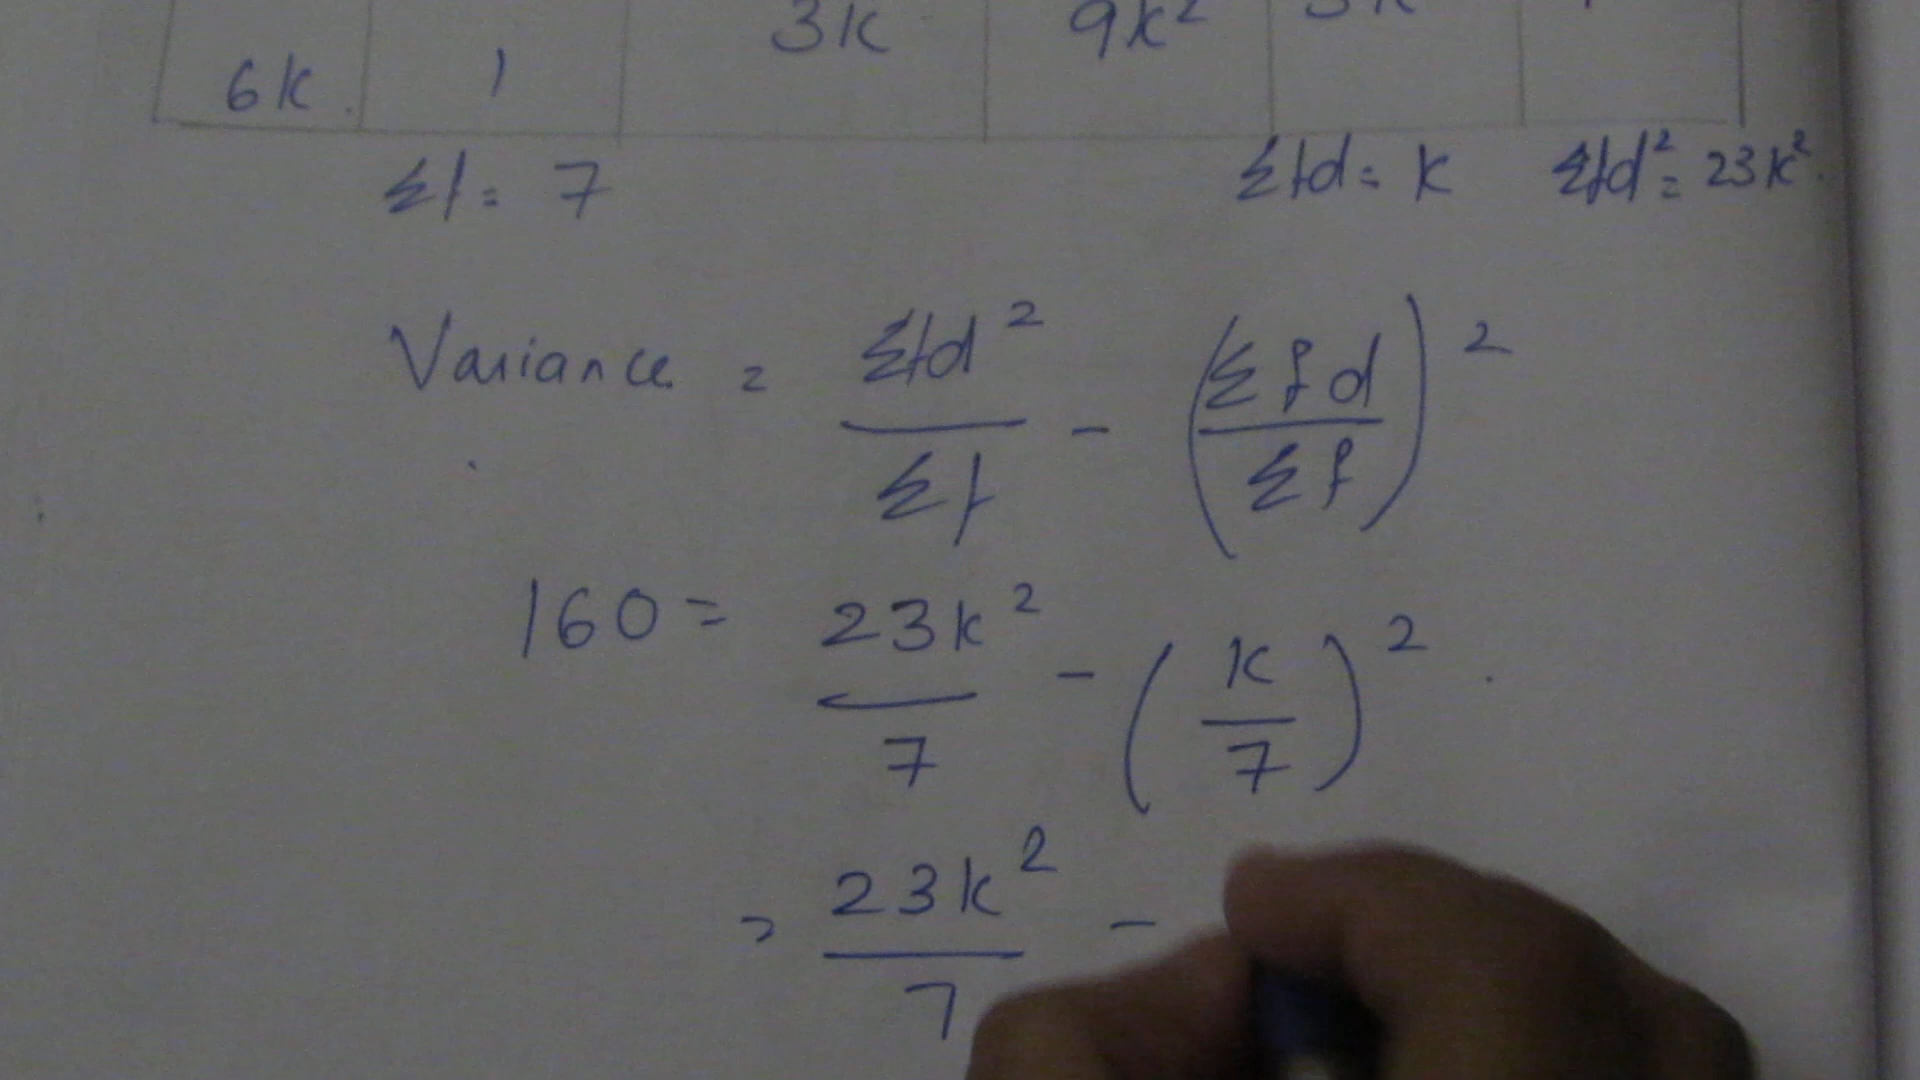 6k 1 3k 9k² 3k
Σf = 7 Σfd = k Σfd² = 23k²
Variance = Σfd²/Σf - (Σfd/Σf)²
160 = 23k²/7 - (k/7)²
= 23k²/7 -